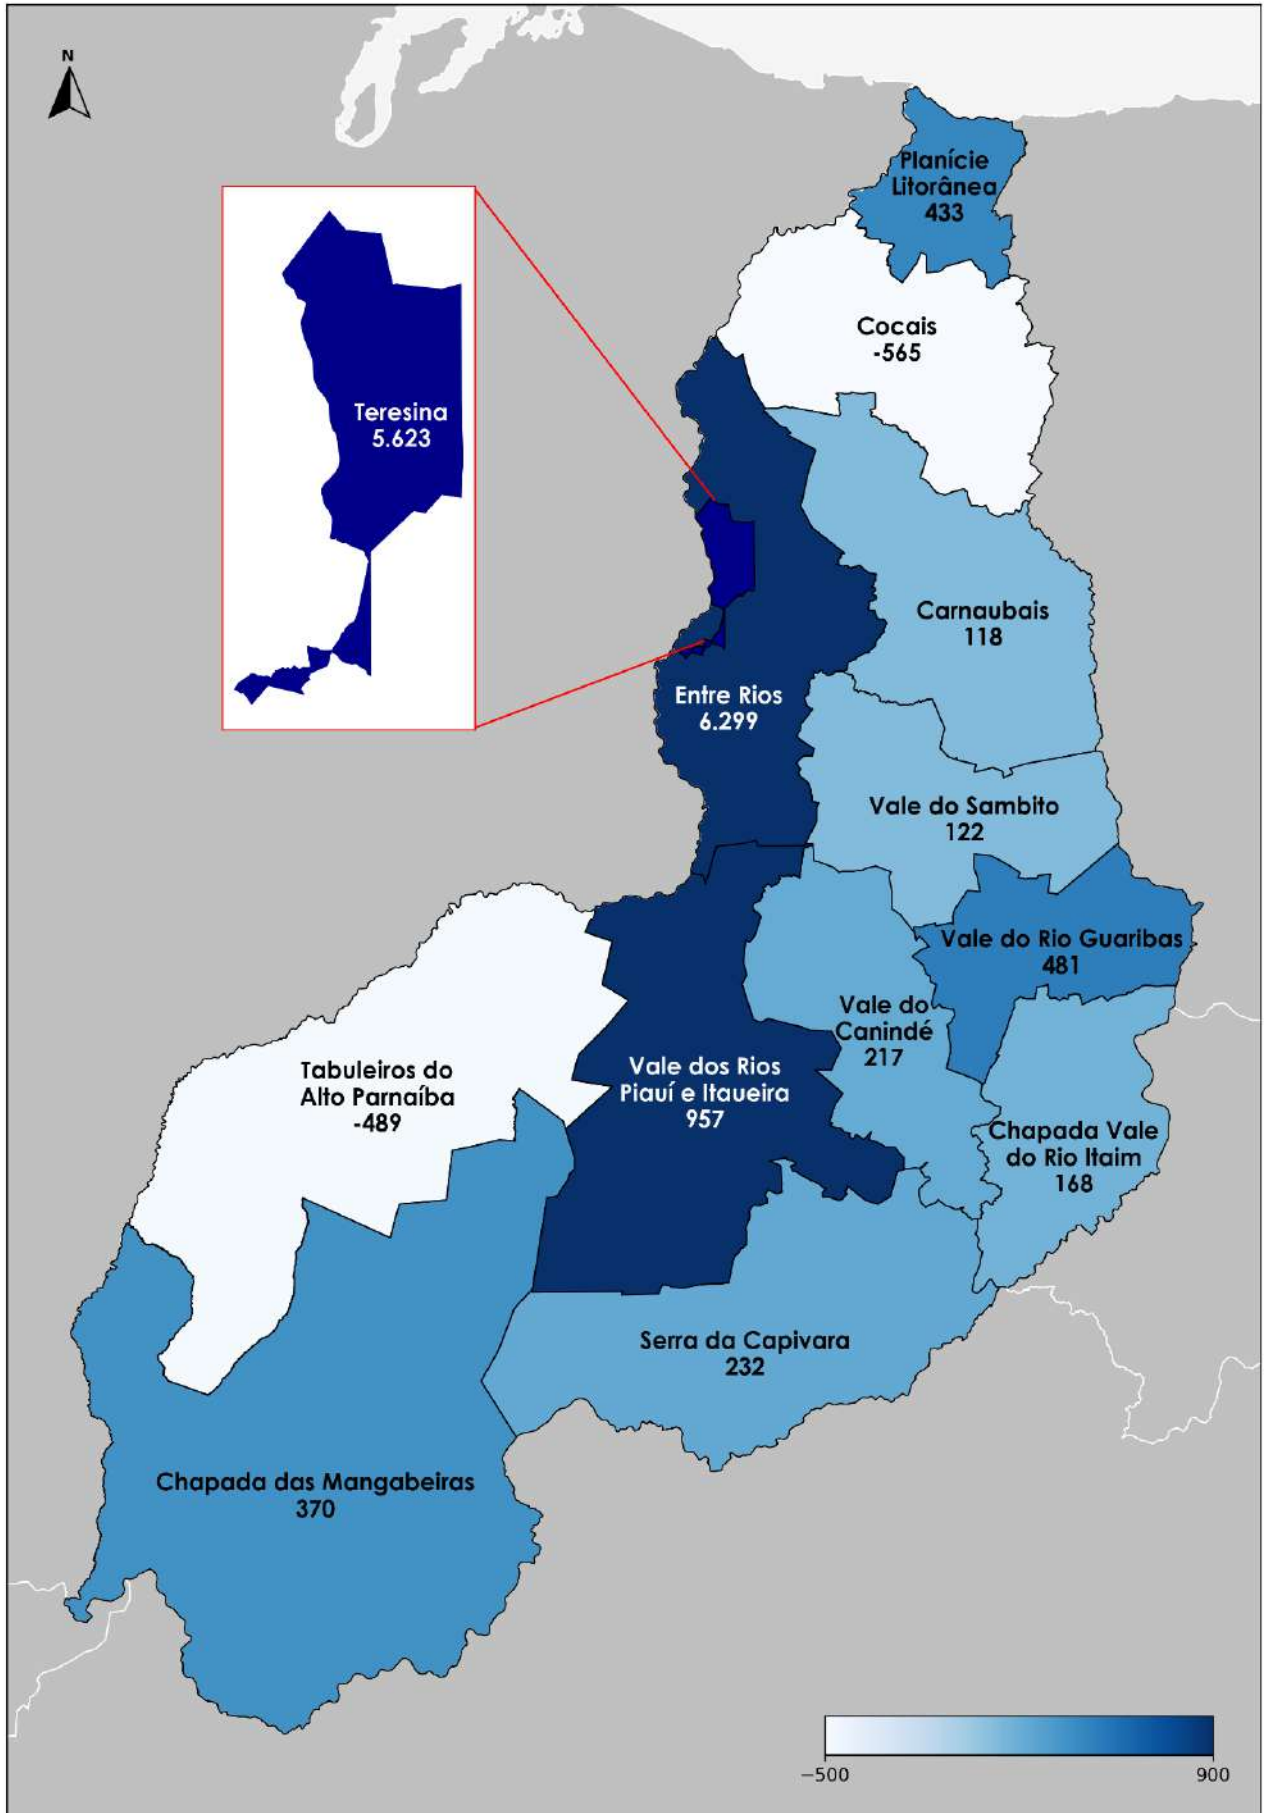 N
Planície
Litorânea
433
Cocais
-565
Teresina
5.623
Carnaubais
118
Entre Rios
6.299
Vale do Sambito
122
Vale do Rio Guaribas
481
Vale do
Canindé
217
Tabuleiros do
Alto Parnaíba
-489
Vale dos Rios
Piauí e Itaueira
957
Chapada Vale
do Rio Itaim
168
Serra da Capivara
232
Chapada das Mangabeiras
370
−500
900